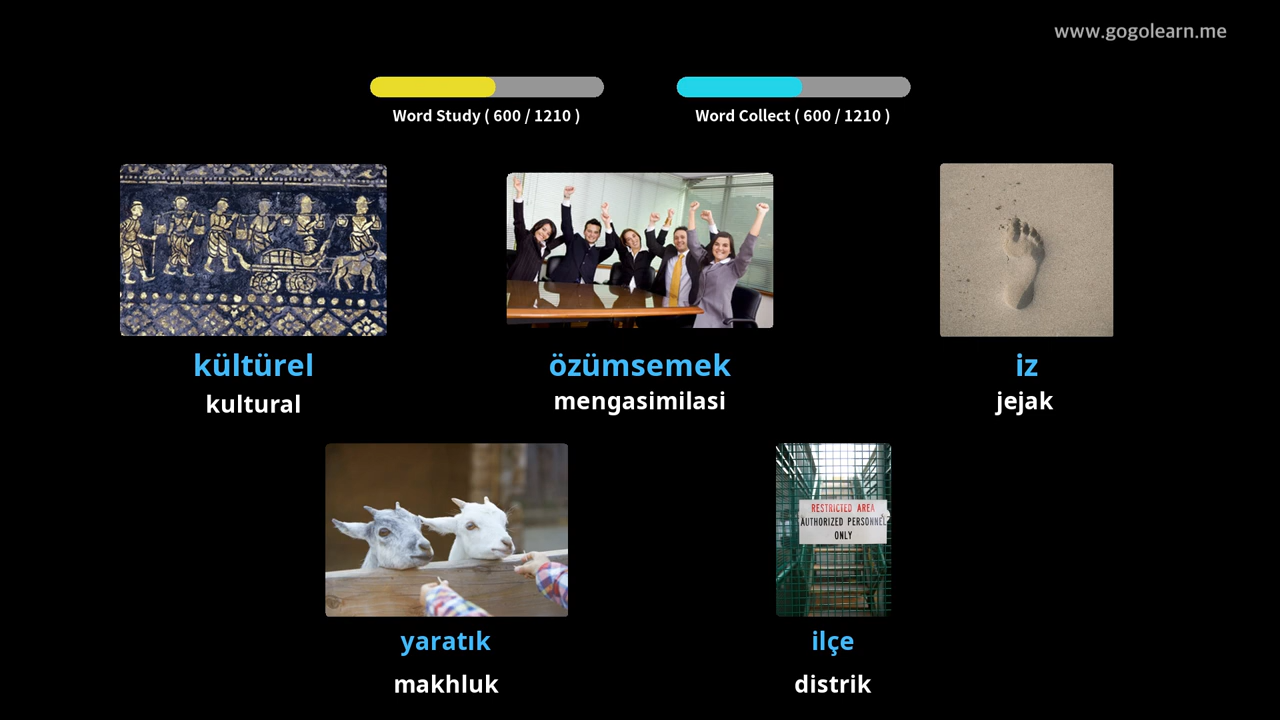 www.gogolearn.me
Word Study ( 600 / 1210 )
Word Collect ( 600 / 1210 )
kültürel
kultural
özümsemek
mengasimilasi
iz
jejak
RESTRICTED AREA
AUTHORIZED PERSONNEL
ONLY
yaratık
makhluk
ilçe
distrik